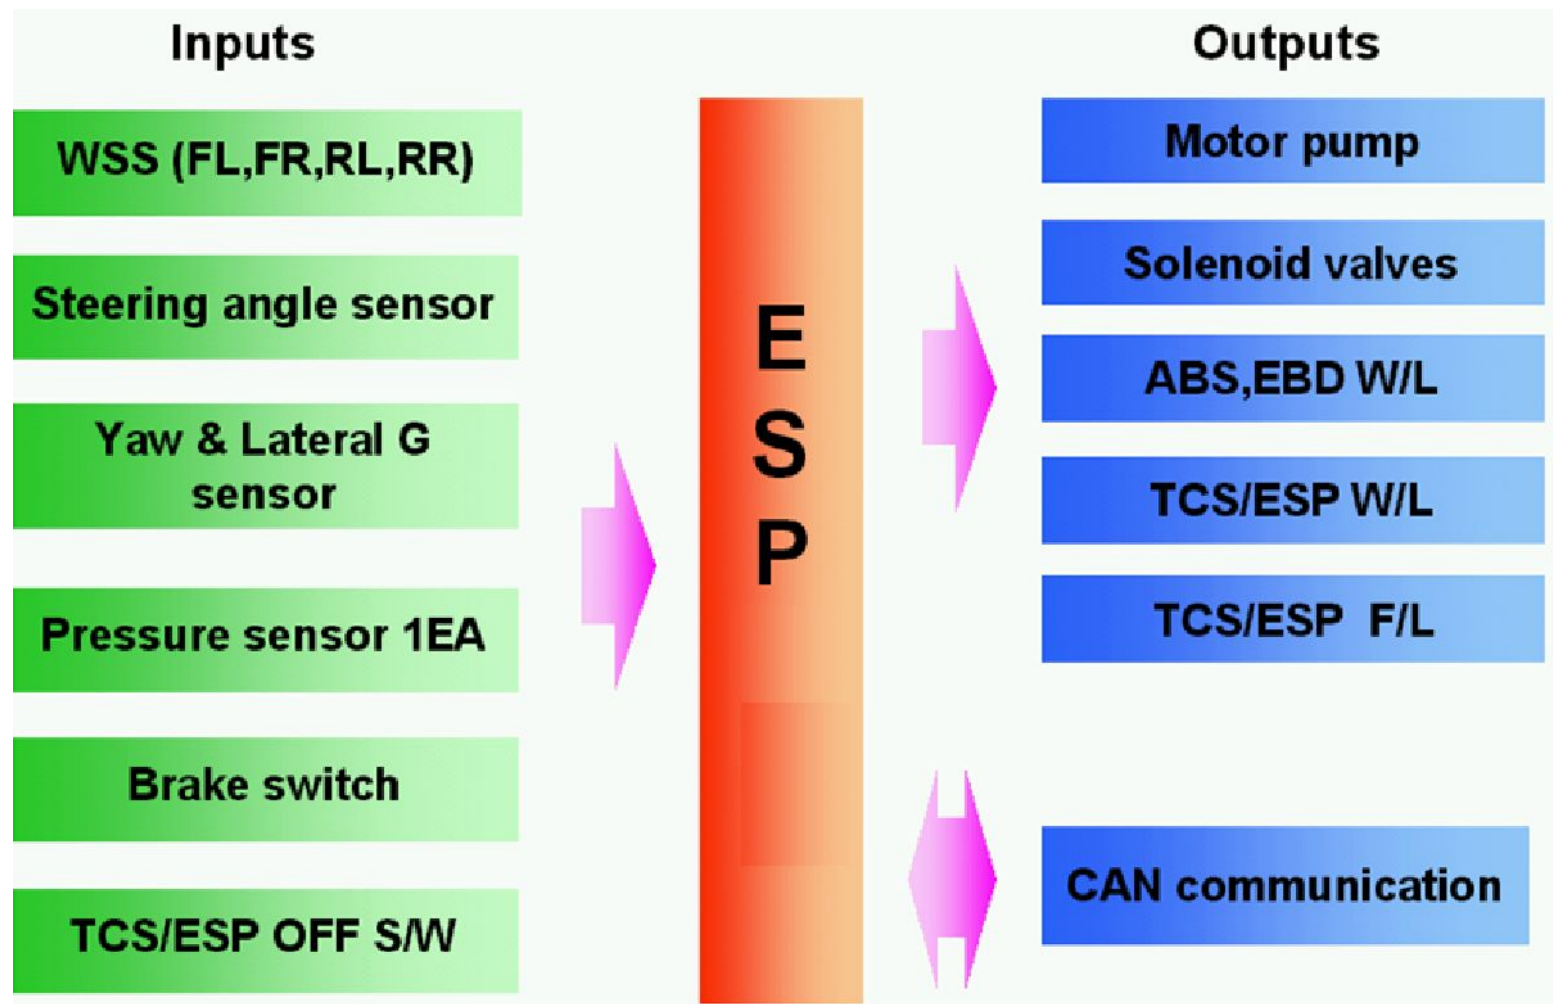 Inputs
Outputs
WSS (FL,FR,RL,RR)
Steering angle sensor
Yaw & Lateral G
sensor
Pressure sensor 1EA
Brake switch
TCS/ESP OFF S/W
E
S
P
Motor pump
Solenoid valves
ABS,EBD W/L
TCS/ESP W/L
TCS/ESP F/L
CAN communication